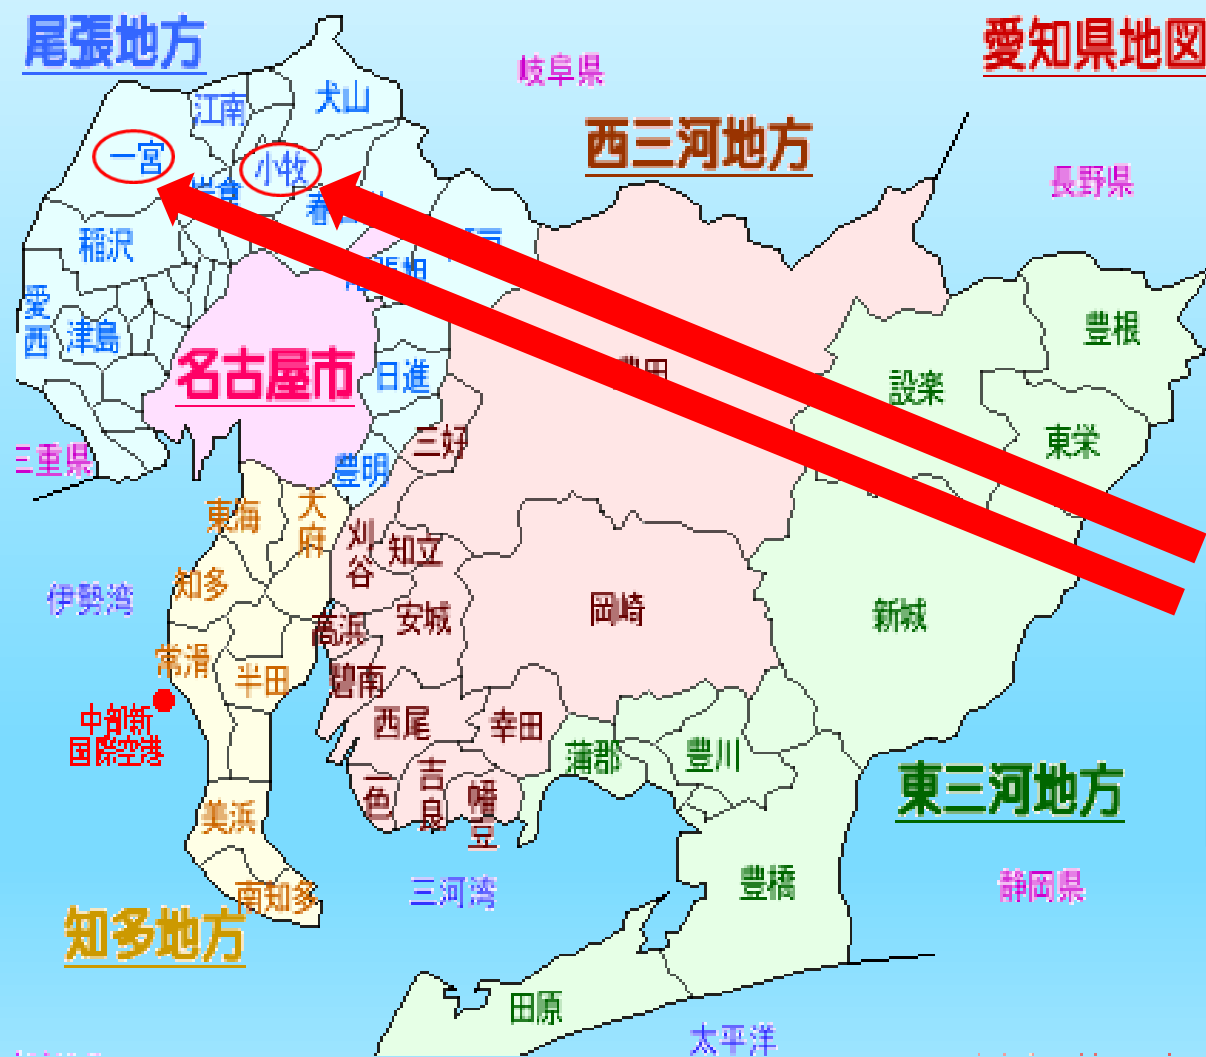 尾張地方
愛知県地図
岐阜県
江南
犬山
西三河地方
一宮
小牧
長野県
稲沢
愛西
津島
豊根
名古屋市
日進
設楽
三好
東栄
三重県
豊明
東海
大府
刈谷
知立
知多
伊勢湾
岡崎
安城
新城
高浜
常滑
半田
碧南
中部新
国際空港
西尾
幸田
蒲郡
豊川
一色
吉良
幡豆
東三河地方
美浜
豊橋
三河湾
静岡県
南知多
知多地方
田原
太平洋